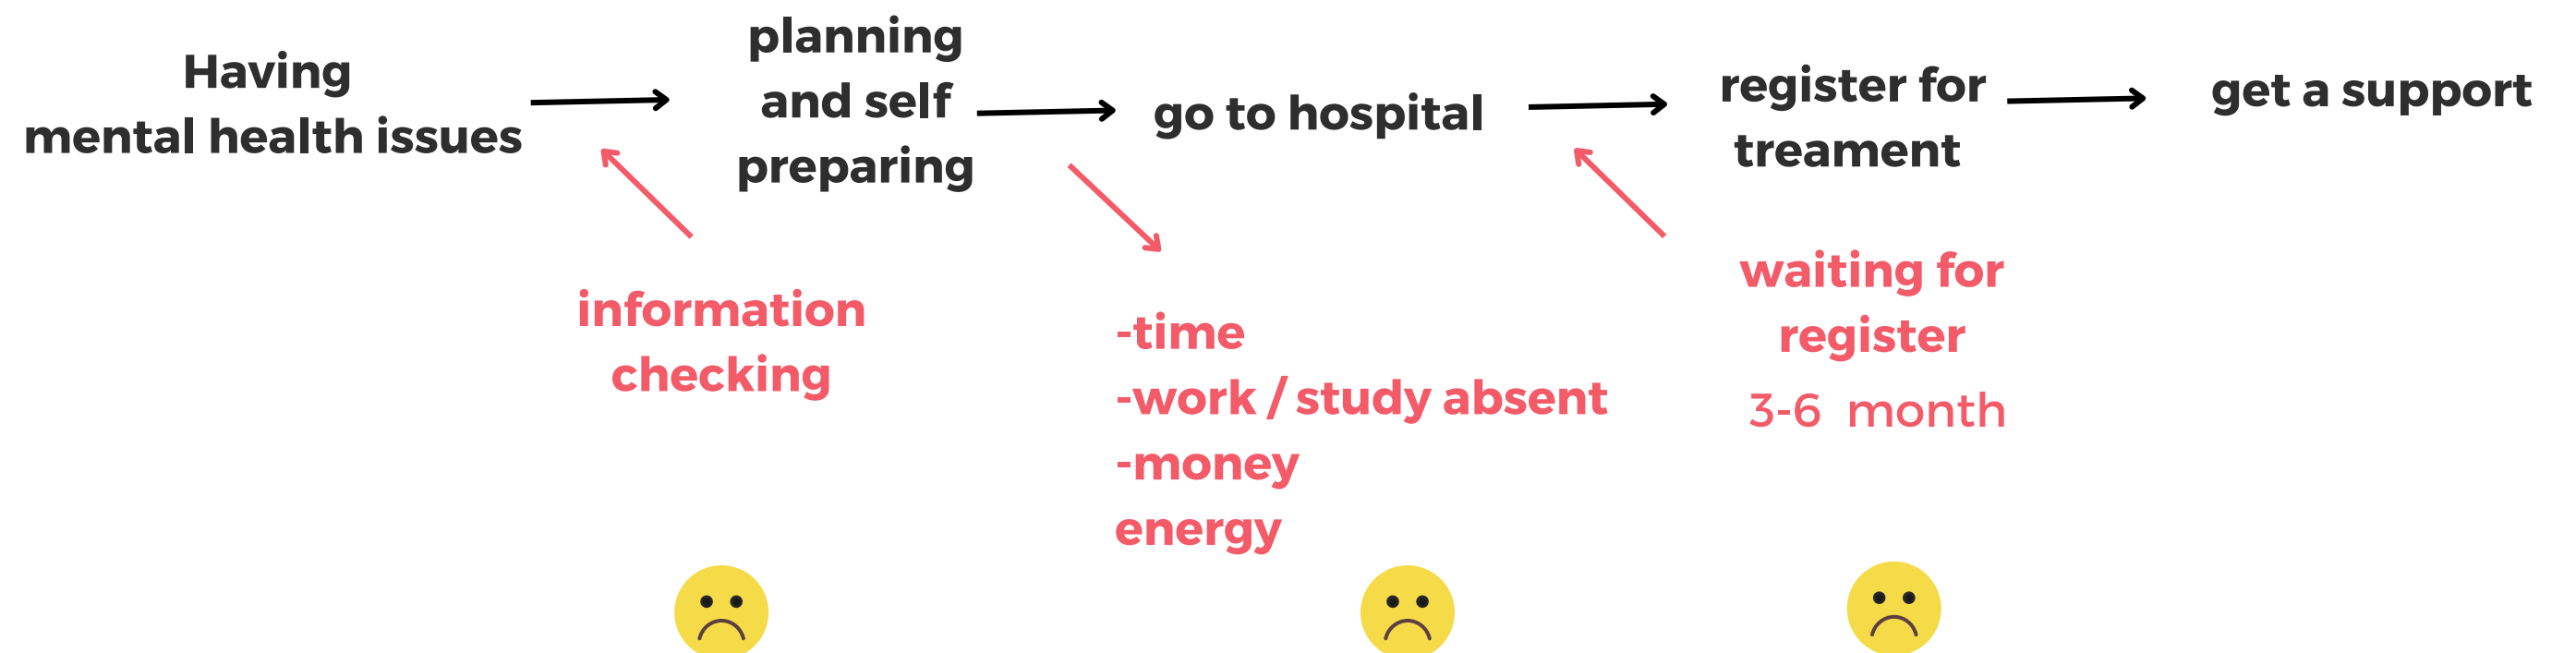 Having
mental health issues
planning
and self
preparing
go to hospital
register for
treament
get a support
information
checking
-time
-work / study absent
-money
energy
waiting for
register
3-6 month